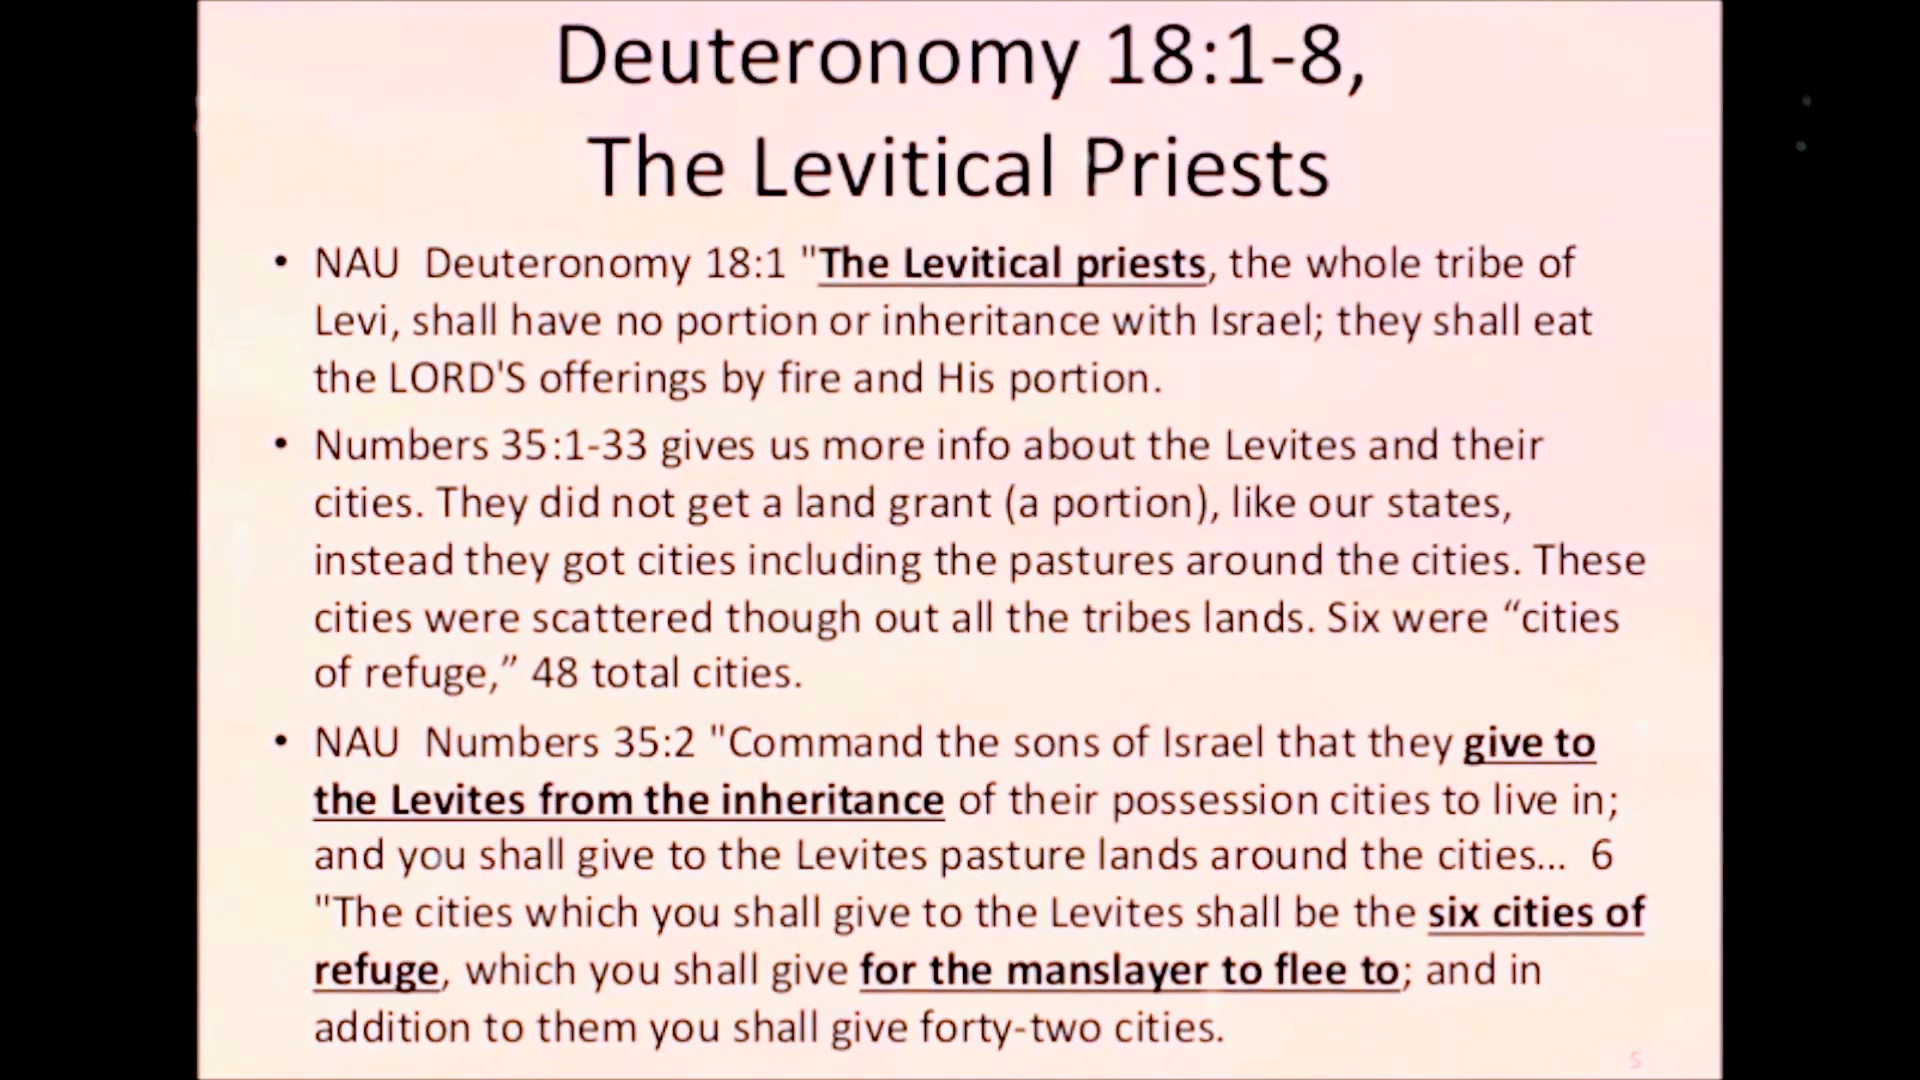 Deuteronomy 18:1-8,
The Levitical Priests
• NAU  Deuteronomy 18:1 "The Levitical priests, the whole tribe of
Levi, shall have no portion or inheritance with Israel; they shall eat
the LORD'S offerings by fire and His portion.
• Numbers 35:1-33 gives us more info about the Levites and their
cities. They did not get a land grant (a portion), like our states,
instead they got cities including the pastures around the cities. These
cities were scattered though out all the tribes lands. Six were “cities
of refuge,” 48 total cities.
• NAU  Numbers 35:2 "Command the sons of Israel that they give to
the Levites from the inheritance of their possession cities to live in;
and you shall give to the Levites pasture lands around the cities...  6
"The cities which you shall give to the Levites shall be the six cities of
refuge, which you shall give for the manslayer to flee to; and in
addition to them you shall give forty-two cities.
5